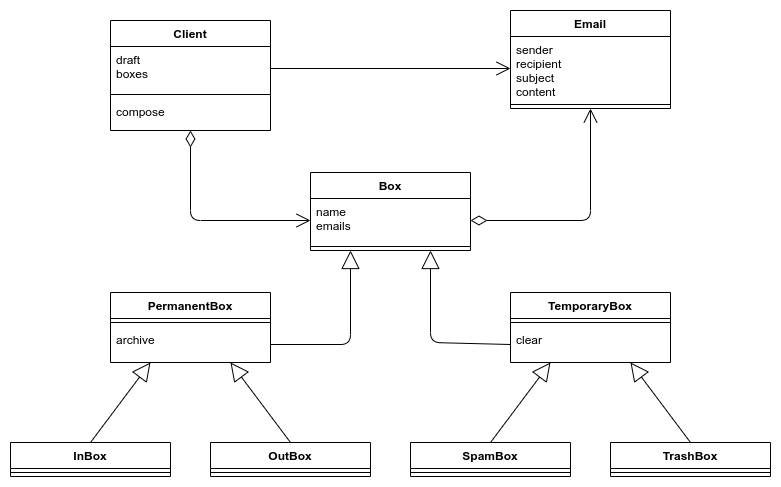 Client
draft
boxes
compose
Email
sender
recipient
subject
content
Box
name
emails
PermanentBox
archive
TemporaryBox
clear
InBox
OutBox
SpamBox
TrashBox